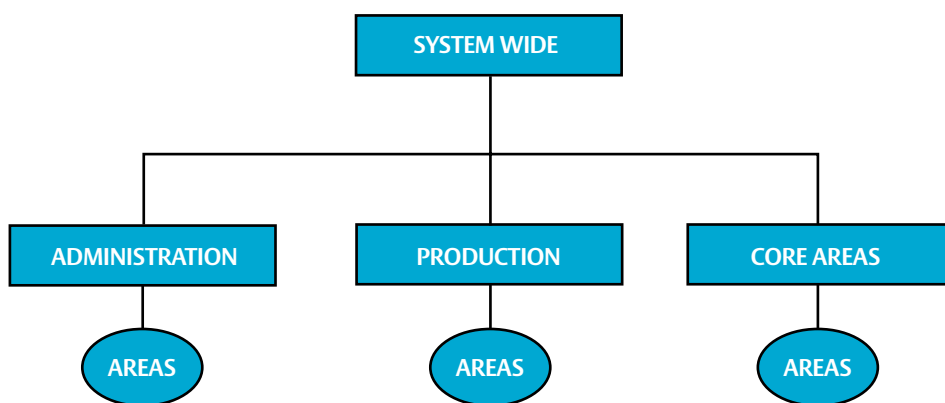 SYSTEM WIDE
ADMINISTRATION
PRODUCTION
CORE AREAS
AREAS
AREAS
AREAS